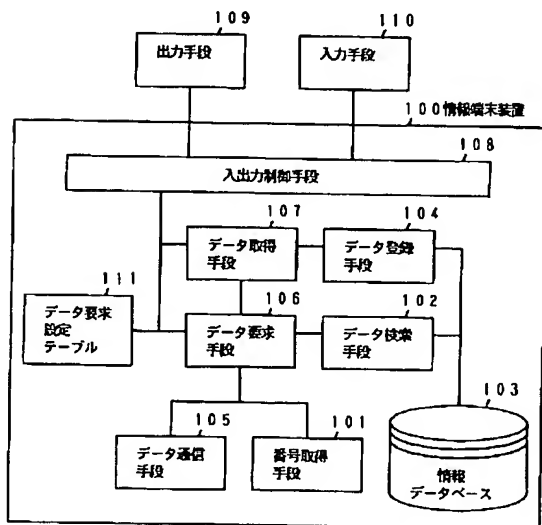 109
出力手段
110
入力手段
100情報端末装置
108
入出力制御手段
107
データ取得
手段
104
データ登録
手段
111
データ要求
設定
テーブル
106
データ要求
手段
102
データ検索
手段
105
データ通信
手段
101
番号取得
手段
103
情報
データベース